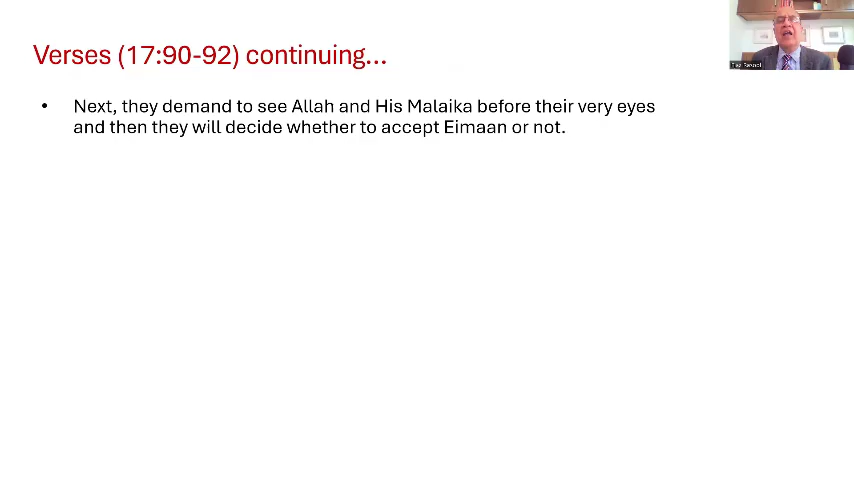 Verses (17:90-92) continuing...
• Next, they demand to see Allah and His Malaika before their very eyes
and then they will decide whether to accept Eimaan or not.